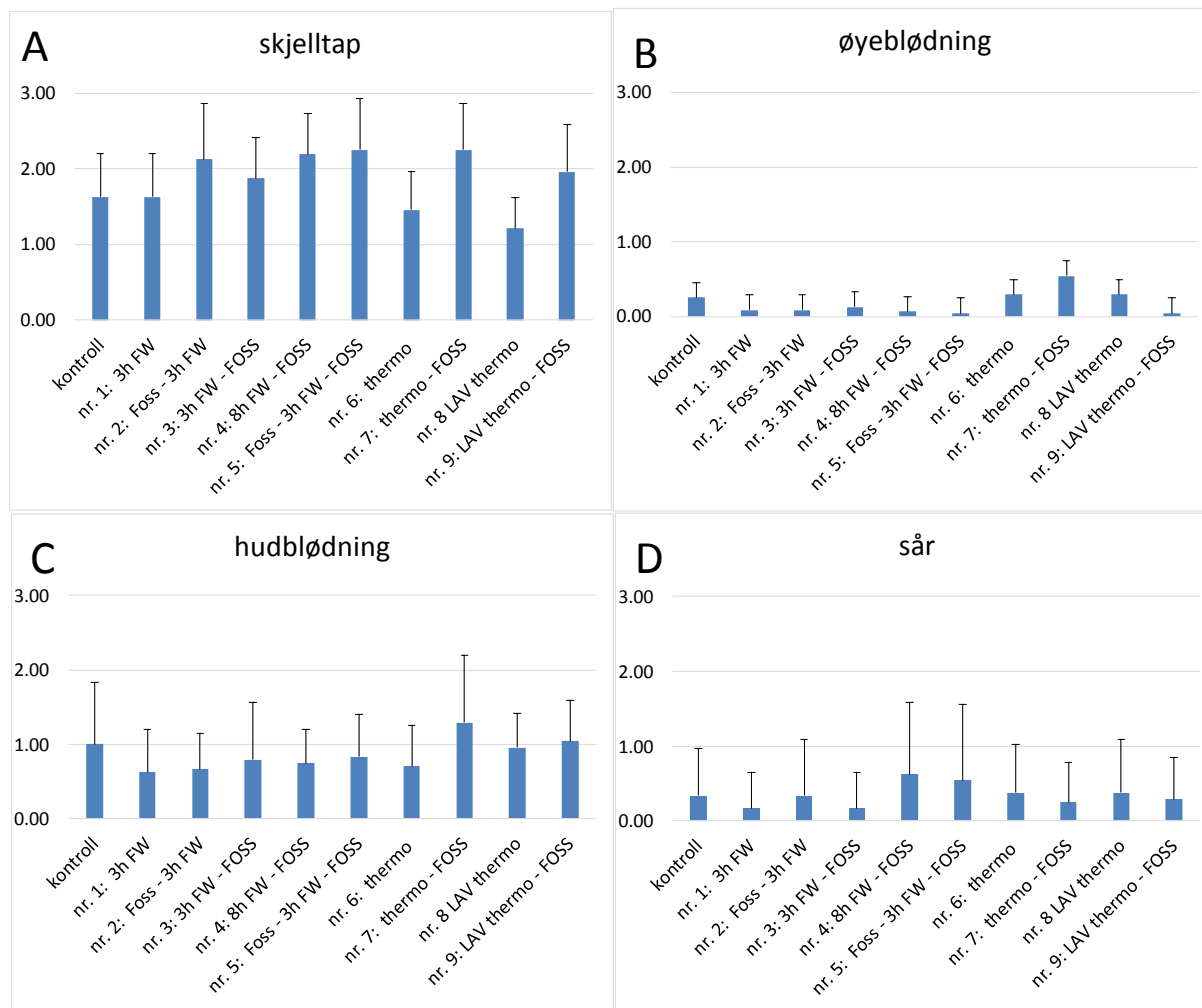 A
skjelltap
3.00
2.00
1.00
0.00
kontroll
nr. 1: 3h FW
nr. 2: Foss - 3h FW
nr. 3: 3h FW - FOSS
nr. 4: 8h FW - FOSS
nr. 5: Foss - 3h FW - FOSS
nr. 6: thermo
nr. 7: thermo - FOSS
nr. 8 LAV thermo
nr. 9: LAV thermo - FOSS
B
øyeblødning
3.00
2.00
1.00
0.00
kontroll
nr. 1: 3h FW
nr. 2: Foss - 3h FW
nr. 3: 3h FW - FOSS
nr. 4: 8h FW - FOSS
nr. 5: Foss - 3h FW - FOSS
nr. 6: thermo
nr. 7: thermo - FOSS
nr. 8 LAV thermo
nr. 9: LAV thermo - FOSS
C
hudblødning
3.00
2.00
1.00
0.00
kontroll
nr. 1: 3h FW
nr. 2: Foss - 3h FW
nr. 3: 3h FW - FOSS
nr. 4: 8h FW - FOSS
nr. 5: Foss - 3h FW - FOSS
nr. 6: thermo
nr. 7: thermo - FOSS
nr. 8 LAV thermo
nr. 9: LAV thermo - FOSS
D
sår
3.00
2.00
1.00
0.00
kontroll
nr. 1: 3h FW
nr. 2: Foss - 3h FW
nr. 3: 3h FW - FOSS
nr. 4: 8h FW - FOSS
nr. 5: Foss - 3h FW - FOSS
nr. 6: thermo
nr. 7: thermo - FOSS
nr. 8 LAV thermo
nr. 9: LAV thermo - FOSS